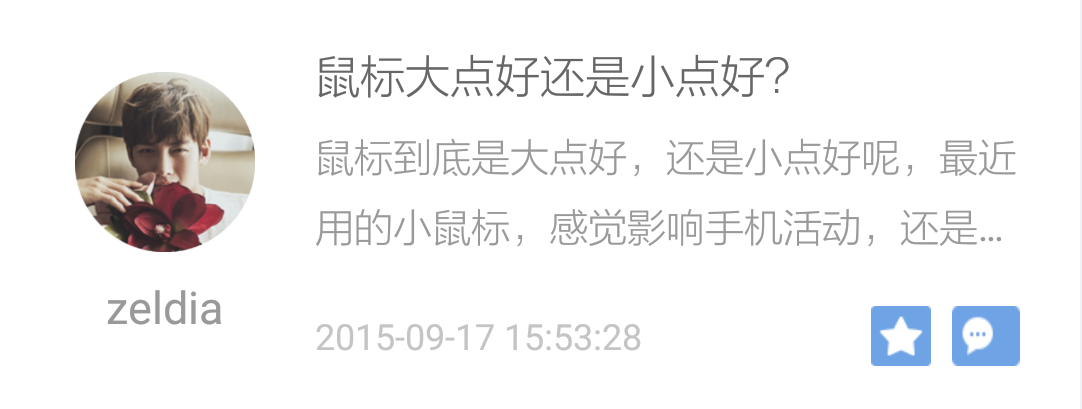 鼠标大点好还是小点好?
鼠标到底是大点好，还是小点好呢，最近
用的小鼠标，感觉影响手机活动，还是...
zeldia
2015-09-17 15:53:28